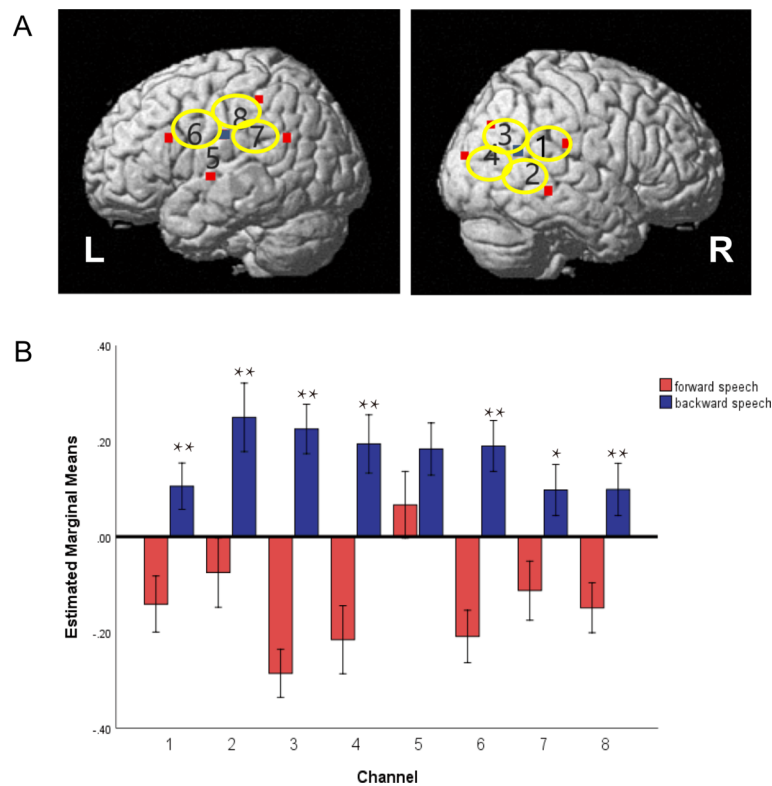 A
6
8
7
5
L
3
1
4
2
R
B
.40
.20
.00
-.20
-.40
Estimated Marginal Means
forward speech
backward speech
**
**
**
**
**
*
**
1 2 3 4 5 6 7 8
Channel